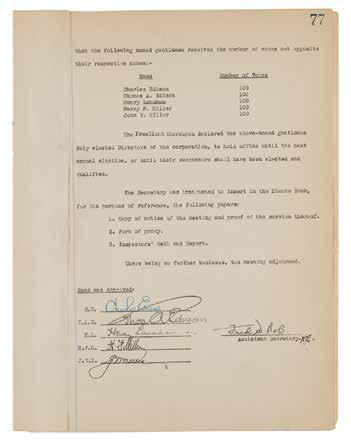 77
that the following named gentlemen received the number of votes set opposite
their respective names:-
Name Number of Votes
Charles Edison 100
Thomas A. Edison 100
Henry Lanahan 100
Harry F. Miller 100
John V. Miller 100
The President thereupon declared the above-named gentlemen
duly elected Directors of the corporation, to hold office until the next
annual election, or until their successors shall have been elected and
qualified.
The Secretary was instructed to insert in the Minute Book,
for the purpose of reference, the following papers:
1. Copy of notice of the meeting and proof of the service thereof.
2. Form of proxy.
3. Inspectors' Oath and Report.
There being no further business, the meeting adjourned.
Read and Approved:
C.E.
T.A.E. Thos A Edison
H.L.
H.F.M. H. F. Miller
J.V.M.
Assistant Secretary